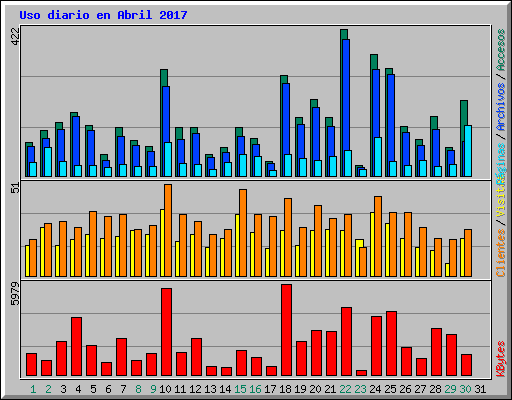 Uso diario en Abril 2017
422
51
5979
Accesos / Archivos / Páginas
Clientes / Visitas
KBytes
1 2 3 4 5 6 7 8 9 10 11 12 13 14 15 16 17 18 19 20 21 22 23 24 25 26 27 28 29 30 31